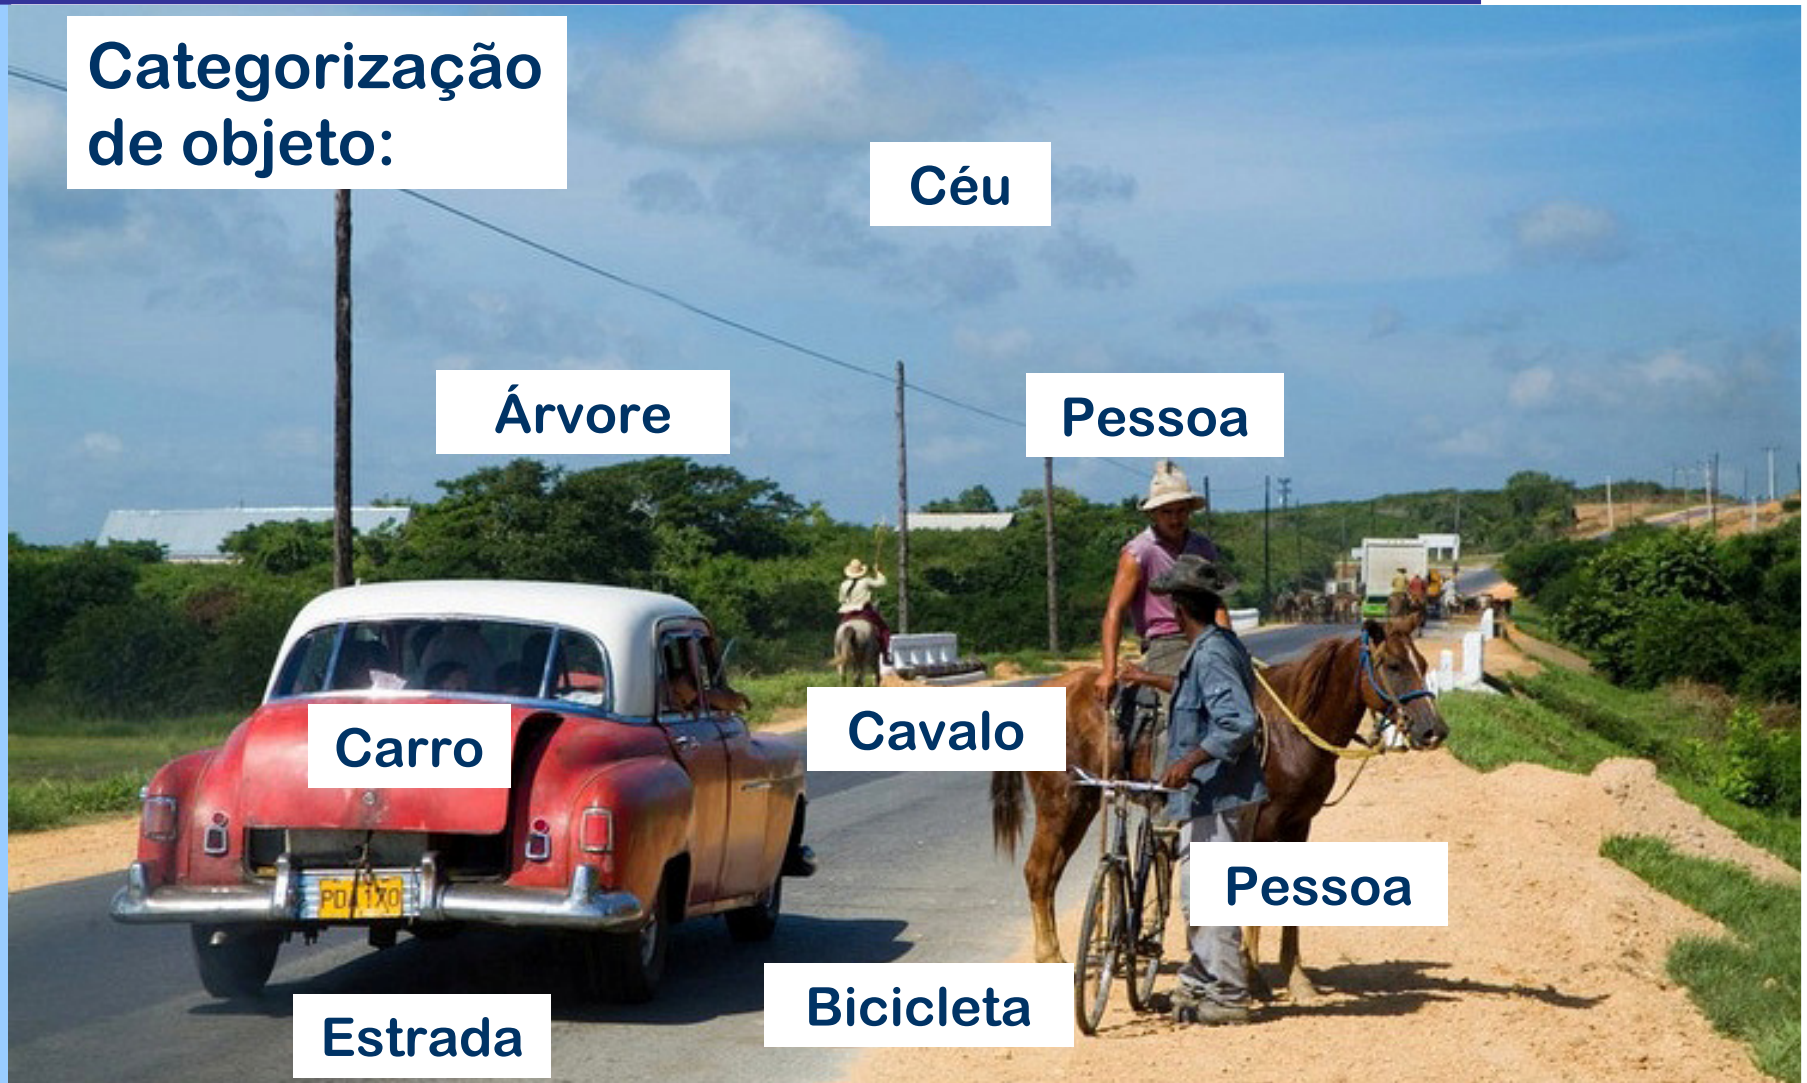 Categorização
de objeto:
Céu
Árvore
Pessoa
Carro
Cavalo
Pessoa
Bicicleta
Estrada